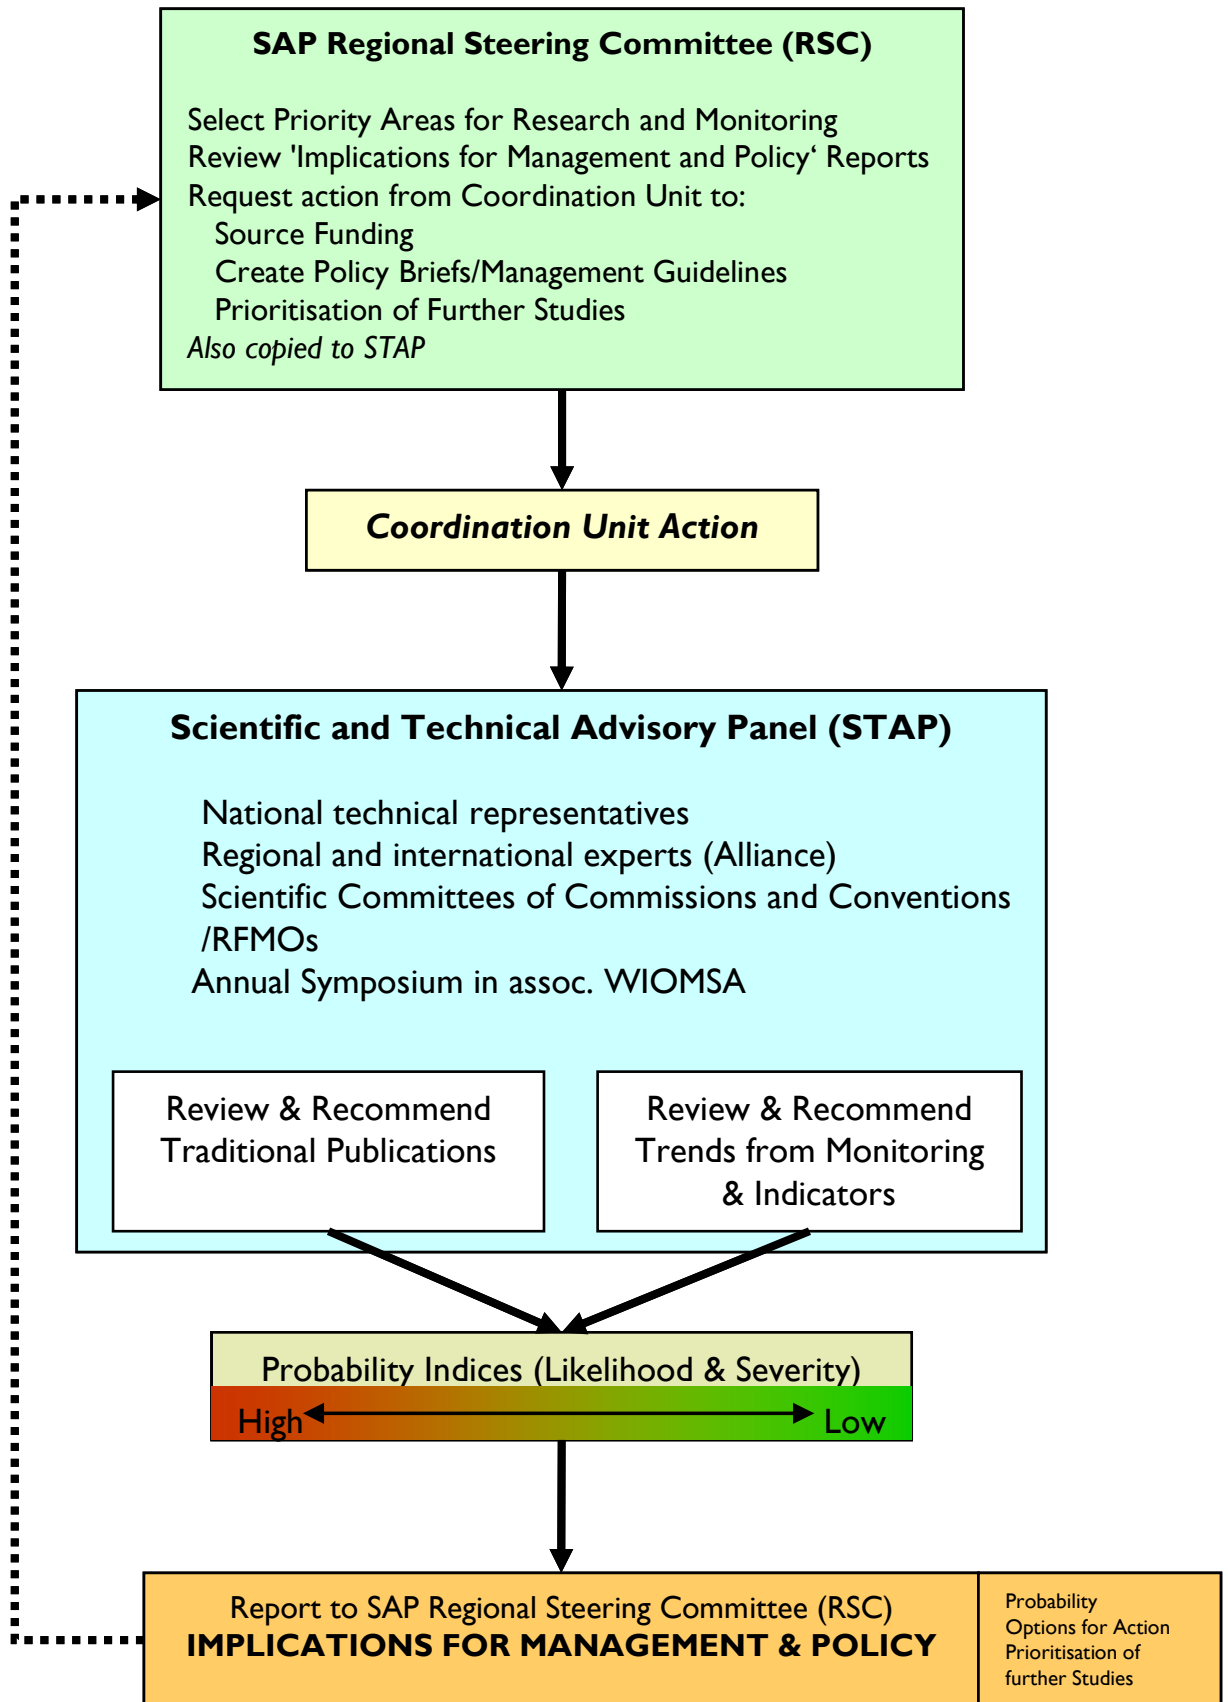 SAP Regional Steering Committee (RSC)
Select Priority Areas for Research and Monitoring
Review 'Implications for Management and Policy‘ Reports
Request action from Coordination Unit to:
Source Funding
Create Policy Briefs/Management Guidelines
Prioritisation of Further Studies
Also copied to STAP
Coordination Unit Action
Scientific and Technical Advisory Panel (STAP)
National technical representatives
Regional and international experts (Alliance)
Scientific Committees of Commissions and Conventions
/RFMOs
Annual Symposium in assoc. WIOMSA
Review & Recommend
Traditional Publications
Review & Recommend
Trends from Monitoring
& Indicators
Probability Indices (Likelihood & Severity)
High
Low
Report to SAP Regional Steering Committee (RSC)
IMPLICATIONS FOR MANAGEMENT & POLICY
Probability
Options for Action
Prioritisation of
further Studies